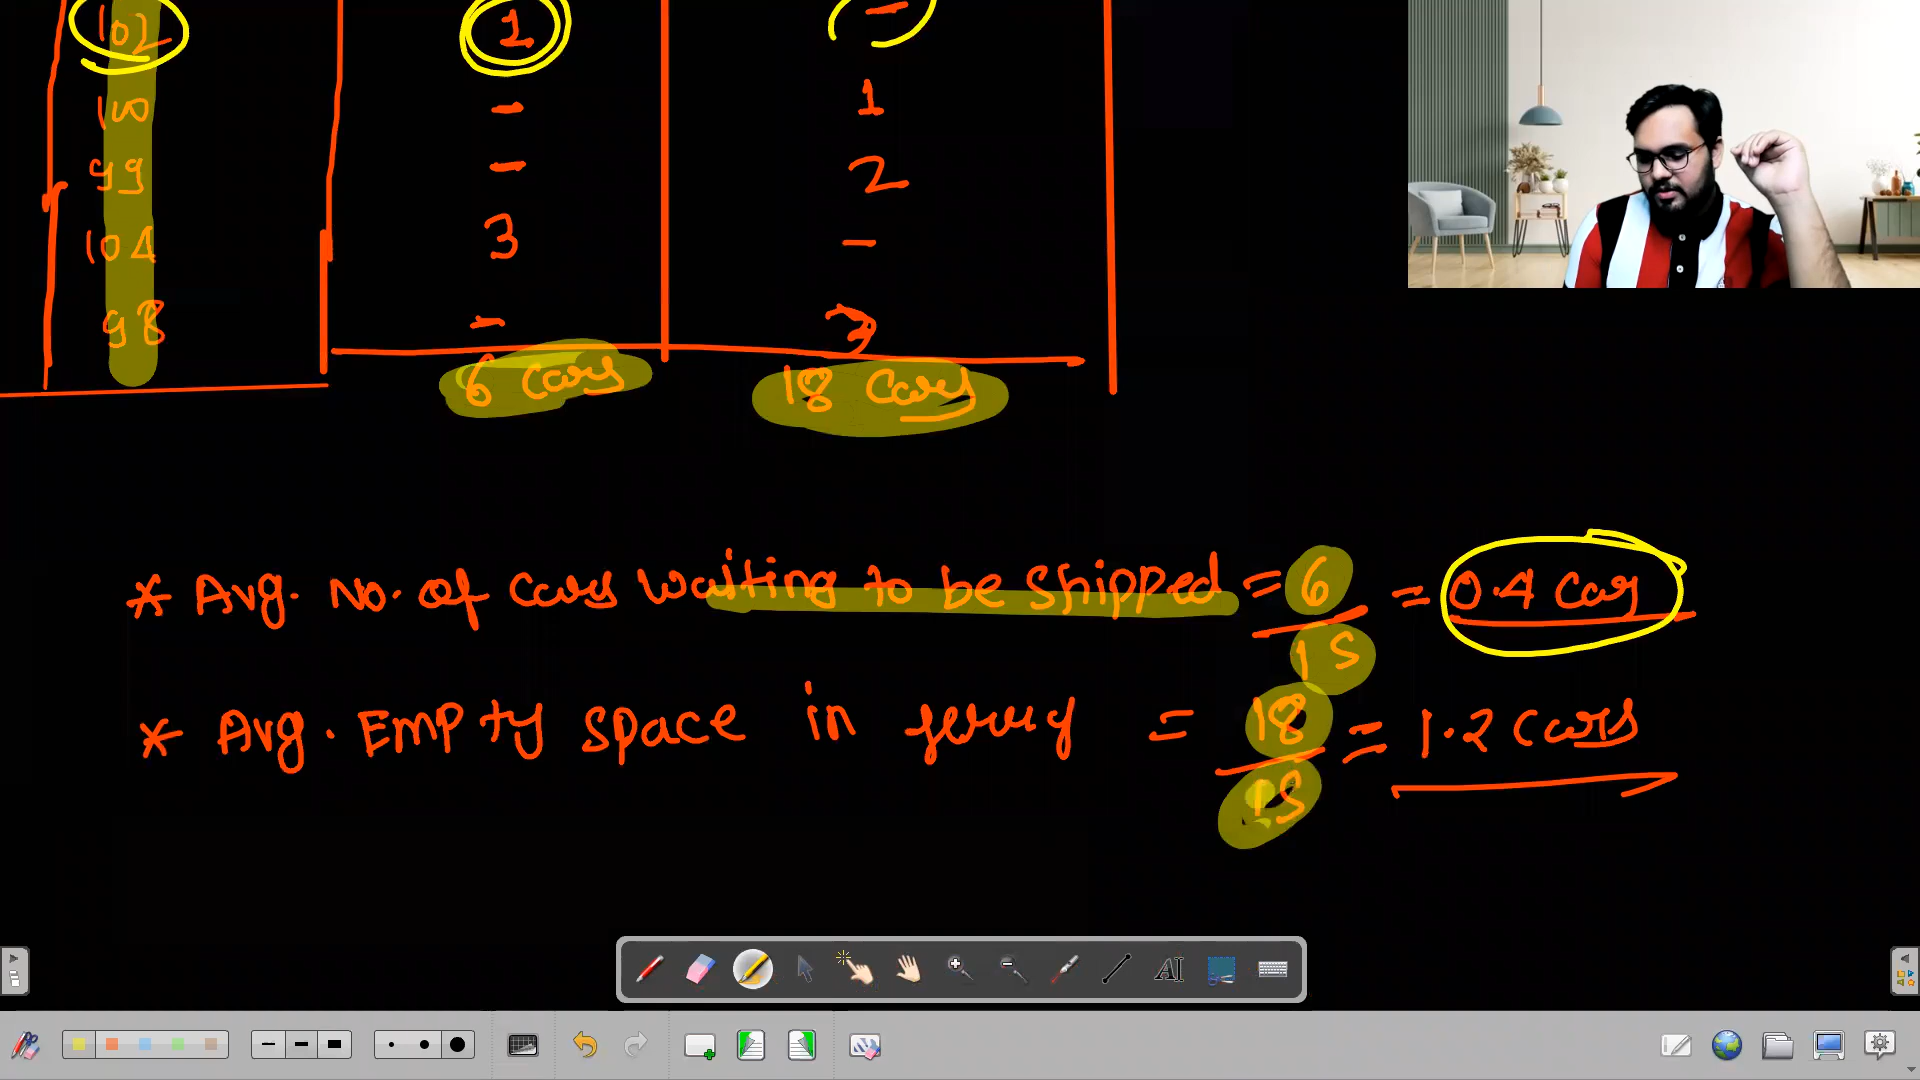 102 1 -
100 - 1
99 - 2
104 3 -
98 - 3
6 Cars 18 Cars
* Avg. No. of Cars waiting to be shipped = 6/15 = 0.4 Car
* Avg. Empty space in ferry = 18/15 = 1.2 Cars
AI